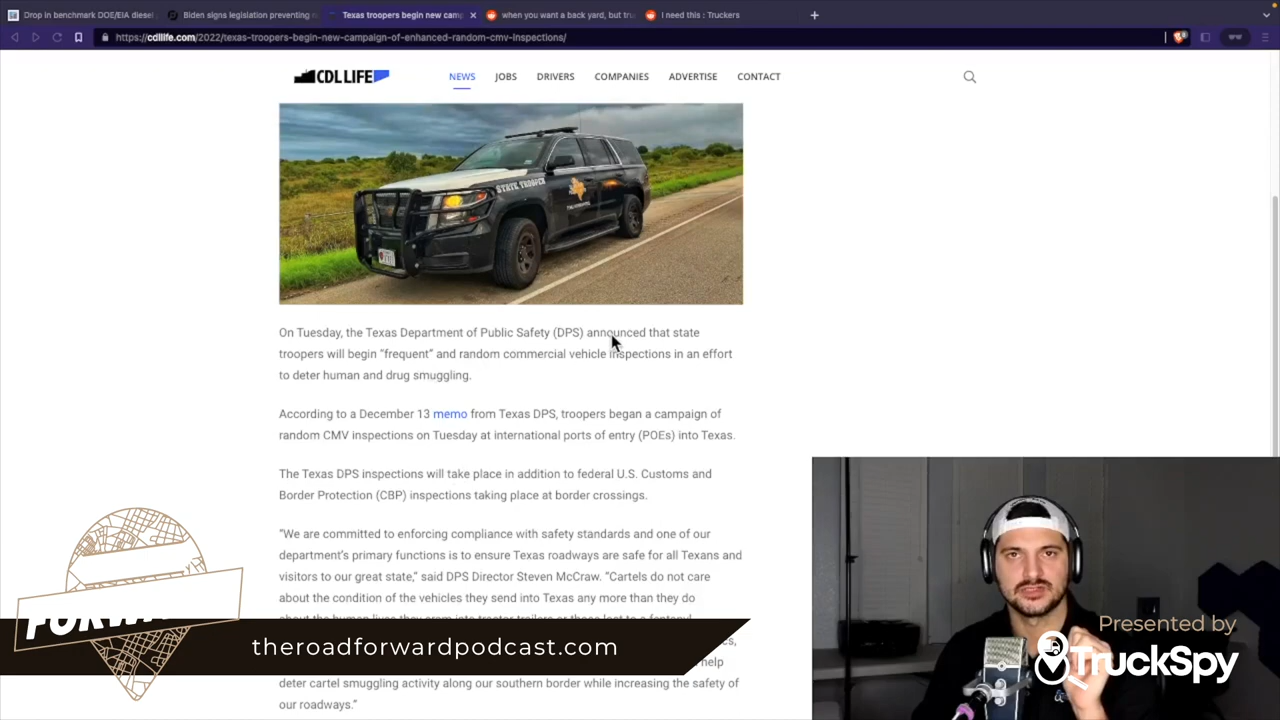 Drop in benchmark DOE/EIA diesel
Biden signs legislation preventing n
Texas troopers begin new camp
when you want a back yard, but tru
I need this : Truckers
https://cdllife.com/2022/texas-troopers-begin-new-campaign-of-enhanced-random-cmv-inspections/
CDL LIFE
NEWS
JOBS
DRIVERS
COMPANIES
ADVERTISE
CONTACT
STATE TROOPER
On Tuesday, the Texas Department of Public Safety (DPS) announced that state
troopers will begin “frequent” and random commercial vehicle inspections in an effort
to deter human and drug smuggling.
According to a December 13 memo from Texas DPS, troopers began a campaign of
random CMV inspections on Tuesday at international ports of entry (POEs) into Texas.
The Texas DPS inspections will take place in addition to federal U.S. Customs and
Border Protection (CBP) inspections taking place at border crossings.
“We are committed to enforcing compliance with safety standards and one of our
department’s primary functions is to ensure Texas roadways are safe for all Texans and
visitors to our great state,” said DPS Director Steven McCraw. “Cartels do not care
about the condition of the vehicles they send into Texas any more than they do
deter cartel smuggling activity along our southern border while increasing the safety of
our roadways.”
theroadforwardpodcast.com
Presented by
TruckSpy